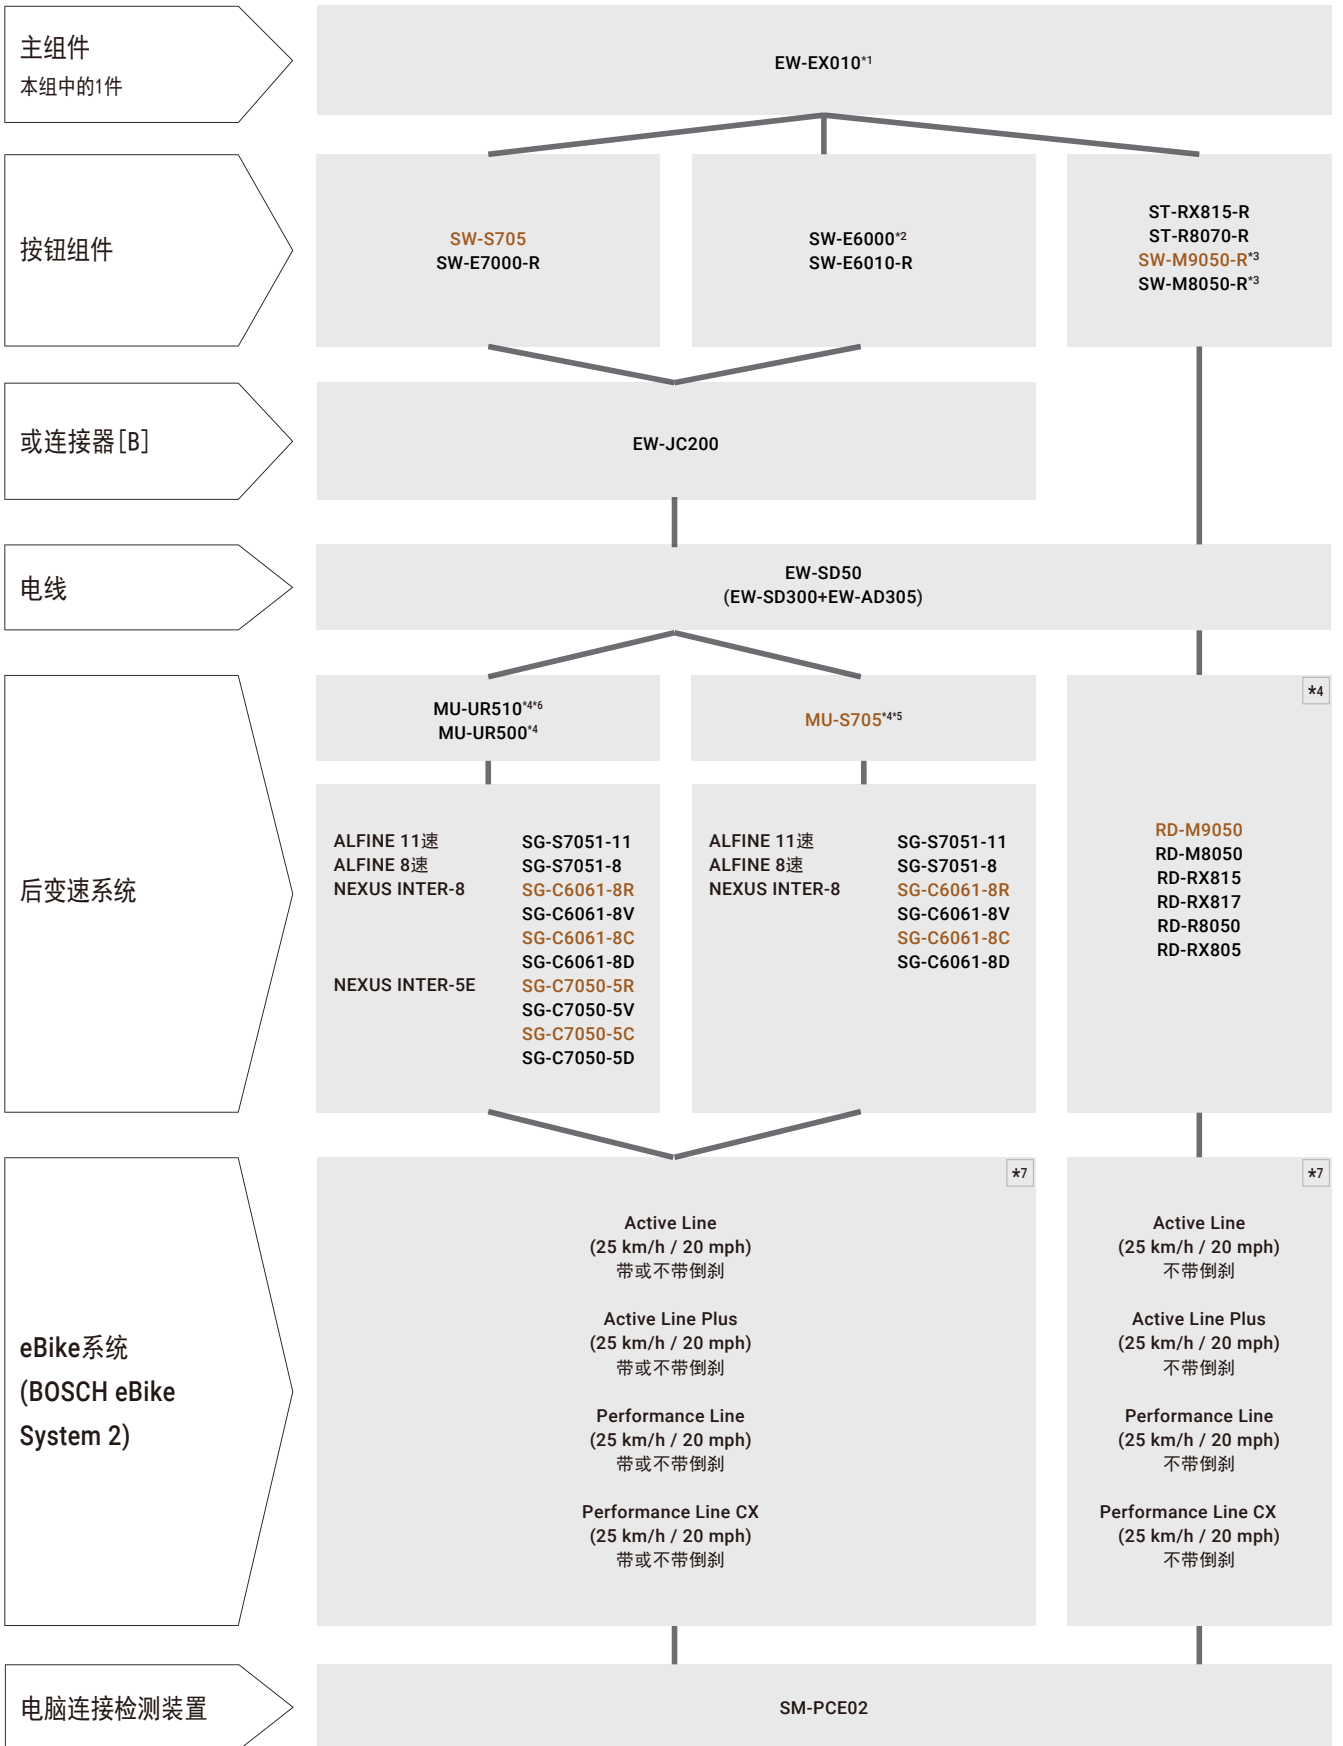 主组件
本组中的1件
EW-EX010*1
按钮组件
SW-S705
SW-E7000-R
SW-E6000*2
SW-E6010-R
ST-RX815-R
ST-R8070-R
SW-M9050-R*3
SW-M8050-R*3
或连接器[B]
EW-JC200
电线
EW-SD50
(EW-SD300+EW-AD305)
后变速系统
MU-UR510*4*6
MU-UR500*4
ALFINE 11速 SG-S7051-11
ALFINE 8速 SG-S7051-8
NEXUS INTER-8 SG-C6061-8R
SG-C6061-8V
SG-C6061-8C
SG-C6061-8D
NEXUS INTER-5E SG-C7050-5R
SG-C7050-5V
SG-C7050-5C
SG-C7050-5D
MU-S705*4*5
ALFINE 11速 SG-S7051-11
ALFINE 8速 SG-S7051-8
NEXUS INTER-8 SG-C6061-8R
SG-C6061-8V
SG-C6061-8C
SG-C6061-8D
*4
RD-M9050
RD-M8050
RD-RX815
RD-RX817
RD-R8050
RD-RX805
eBike系统
(BOSCH eBike
System 2)
*7
Active Line
(25 km/h / 20 mph)
带或不带倒刹
Active Line Plus
(25 km/h / 20 mph)
带或不带倒刹
Performance Line
(25 km/h / 20 mph)
带或不带倒刹
Performance Line CX
(25 km/h / 20 mph)
带或不带倒刹
*7
Active Line
(25 km/h / 20 mph)
不带倒刹
Active Line Plus
(25 km/h / 20 mph)
不带倒刹
Performance Line
(25 km/h / 20 mph)
不带倒刹
Performance Line CX
(25 km/h / 20 mph)
不带倒刹
电脑连接检测装置
SM-PCE02